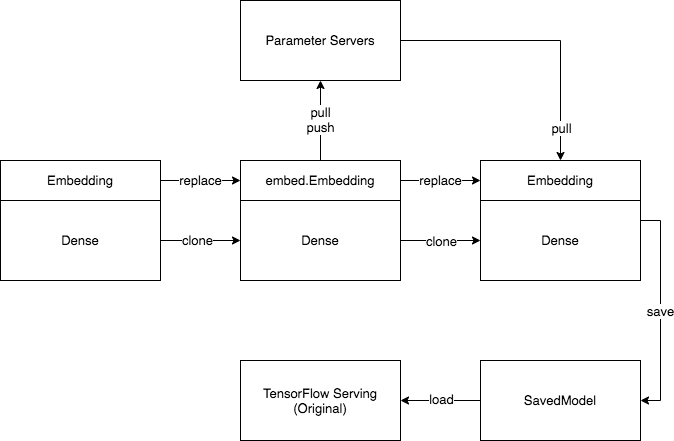 Parameter Servers
pull
push
pull
Embedding
replace
embed.Embedding
replace
Embedding
Dense
clone
Dense
clone
Dense
save
TensorFlow Serving
(Original)
load
SavedModel